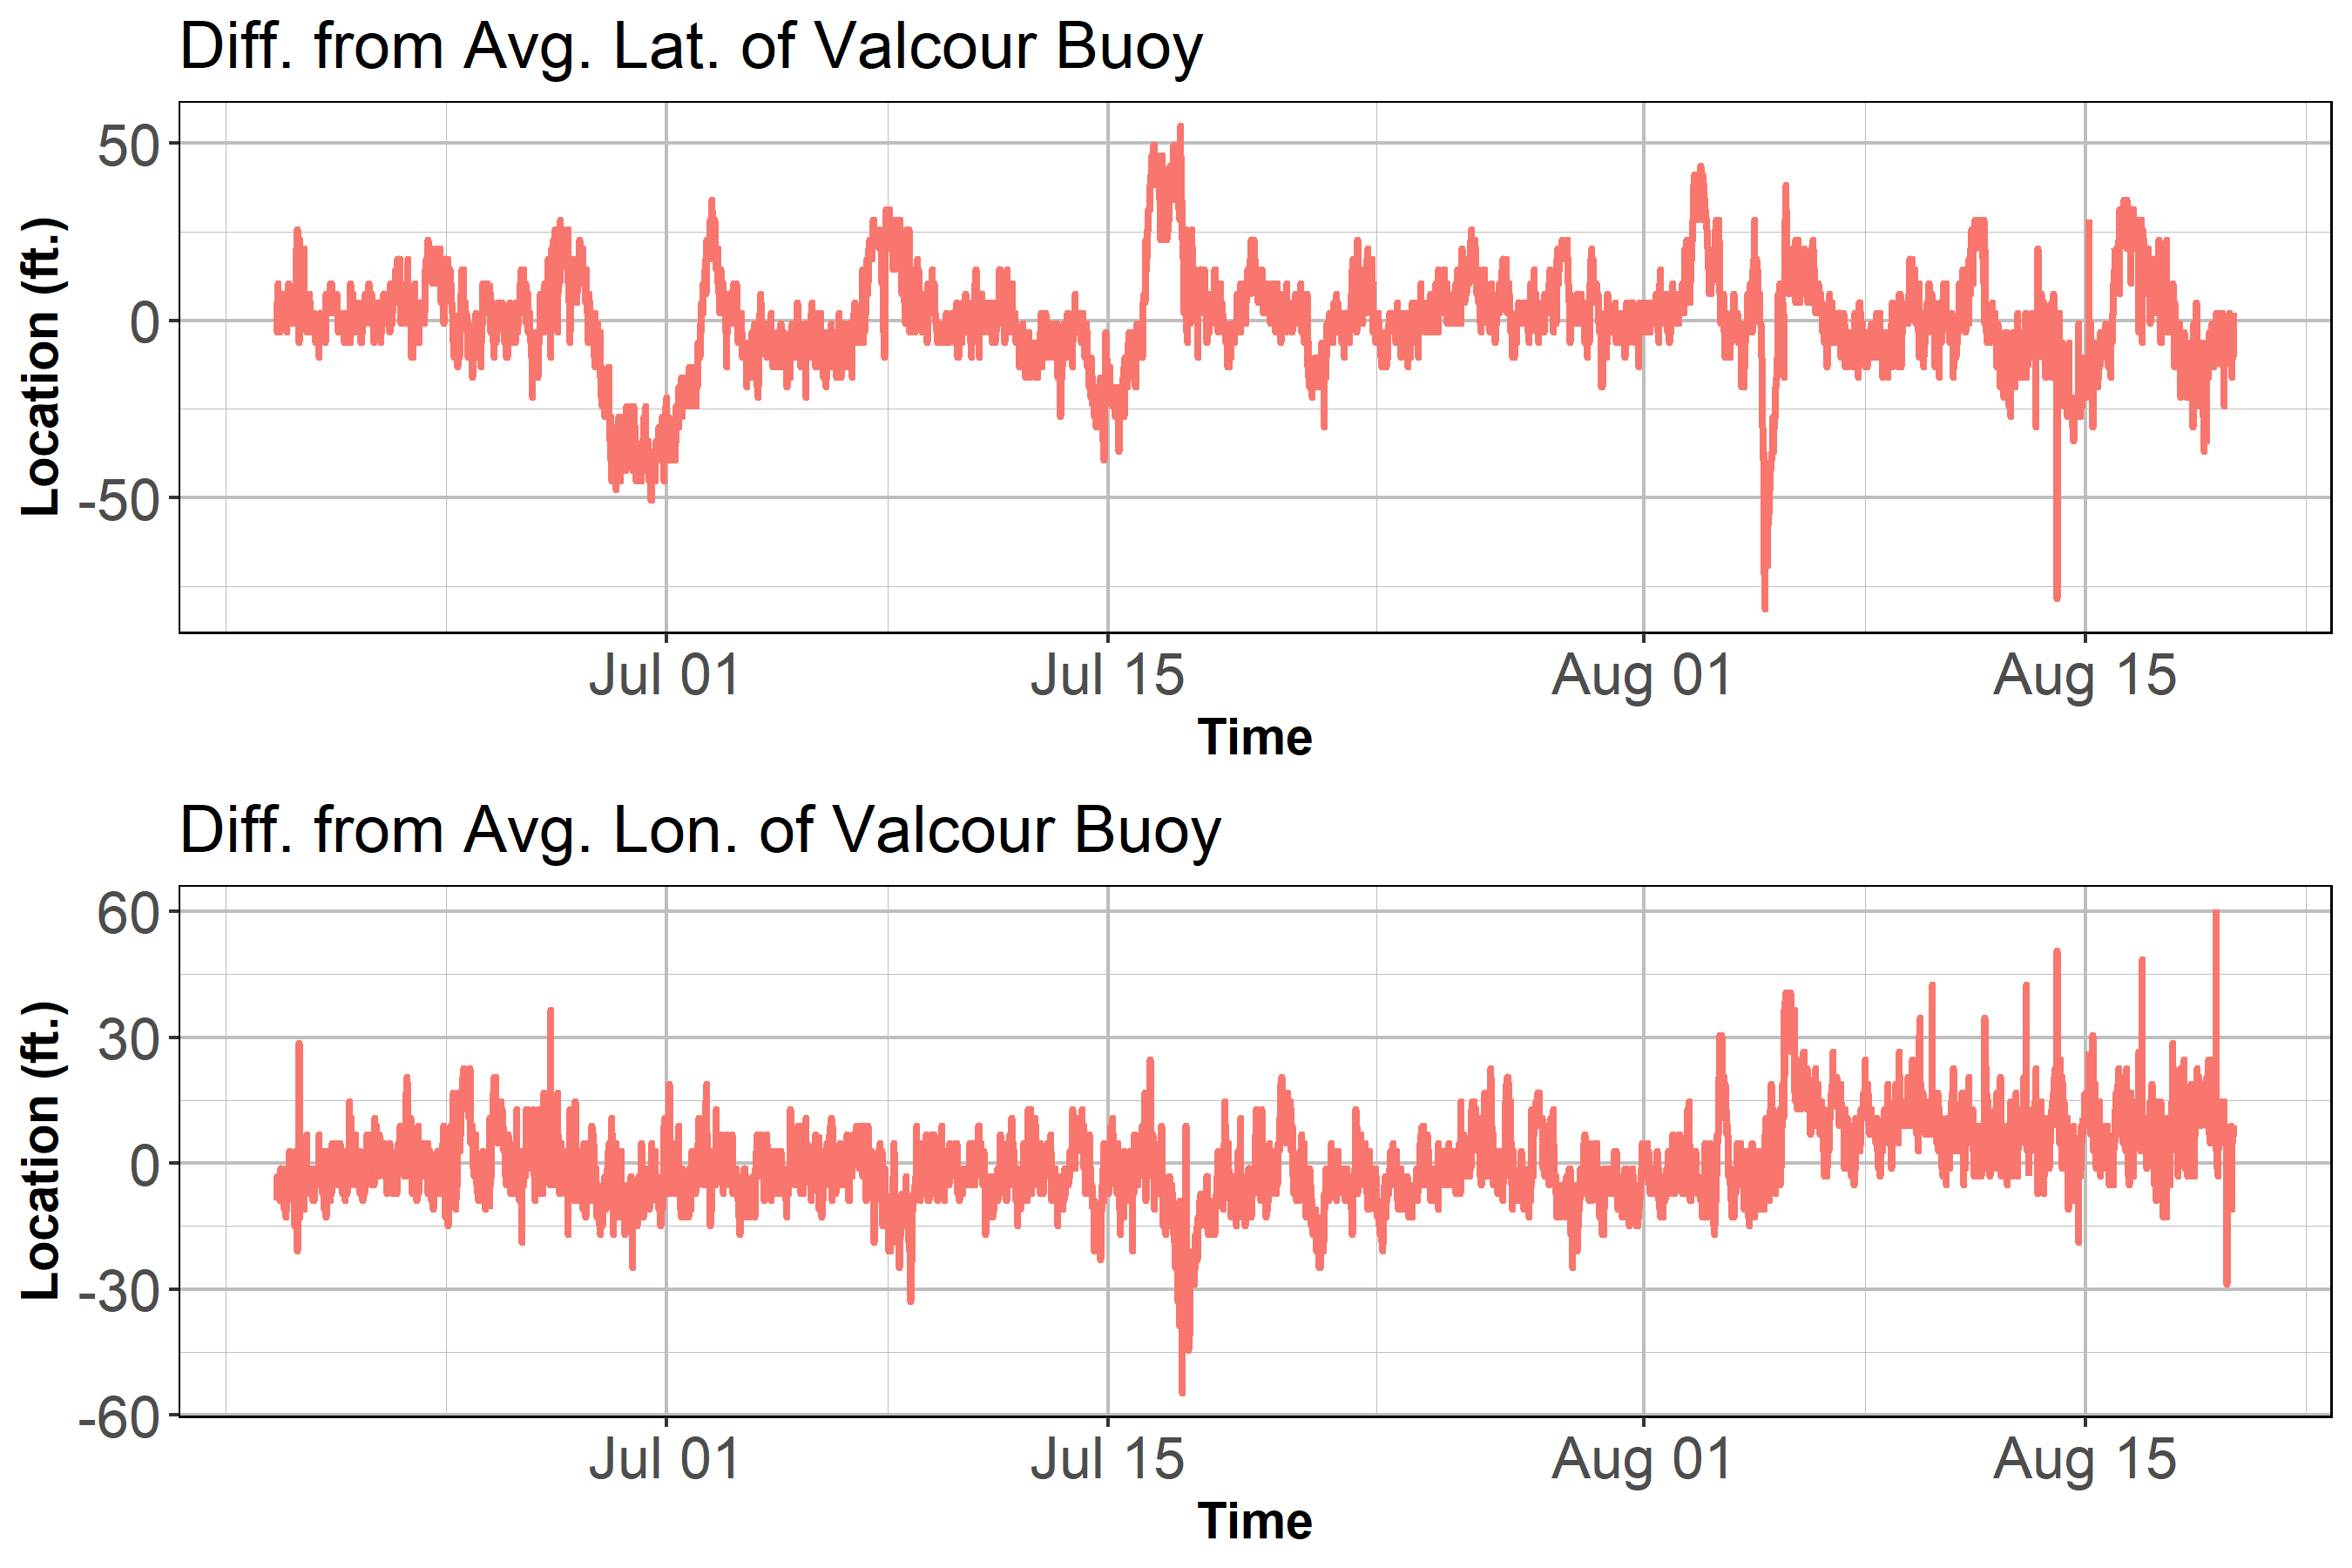 Diff. from Avg. Lat. of Valcour Buoy
Location (ft.)
50
0
-50
Jul 01
Jul 15
Aug 01
Aug 15
Time
Diff. from Avg. Lon. of Valcour Buoy
Location (ft.)
60
30
0
-30
-60
Jul 01
Jul 15
Aug 01
Aug 15
Time